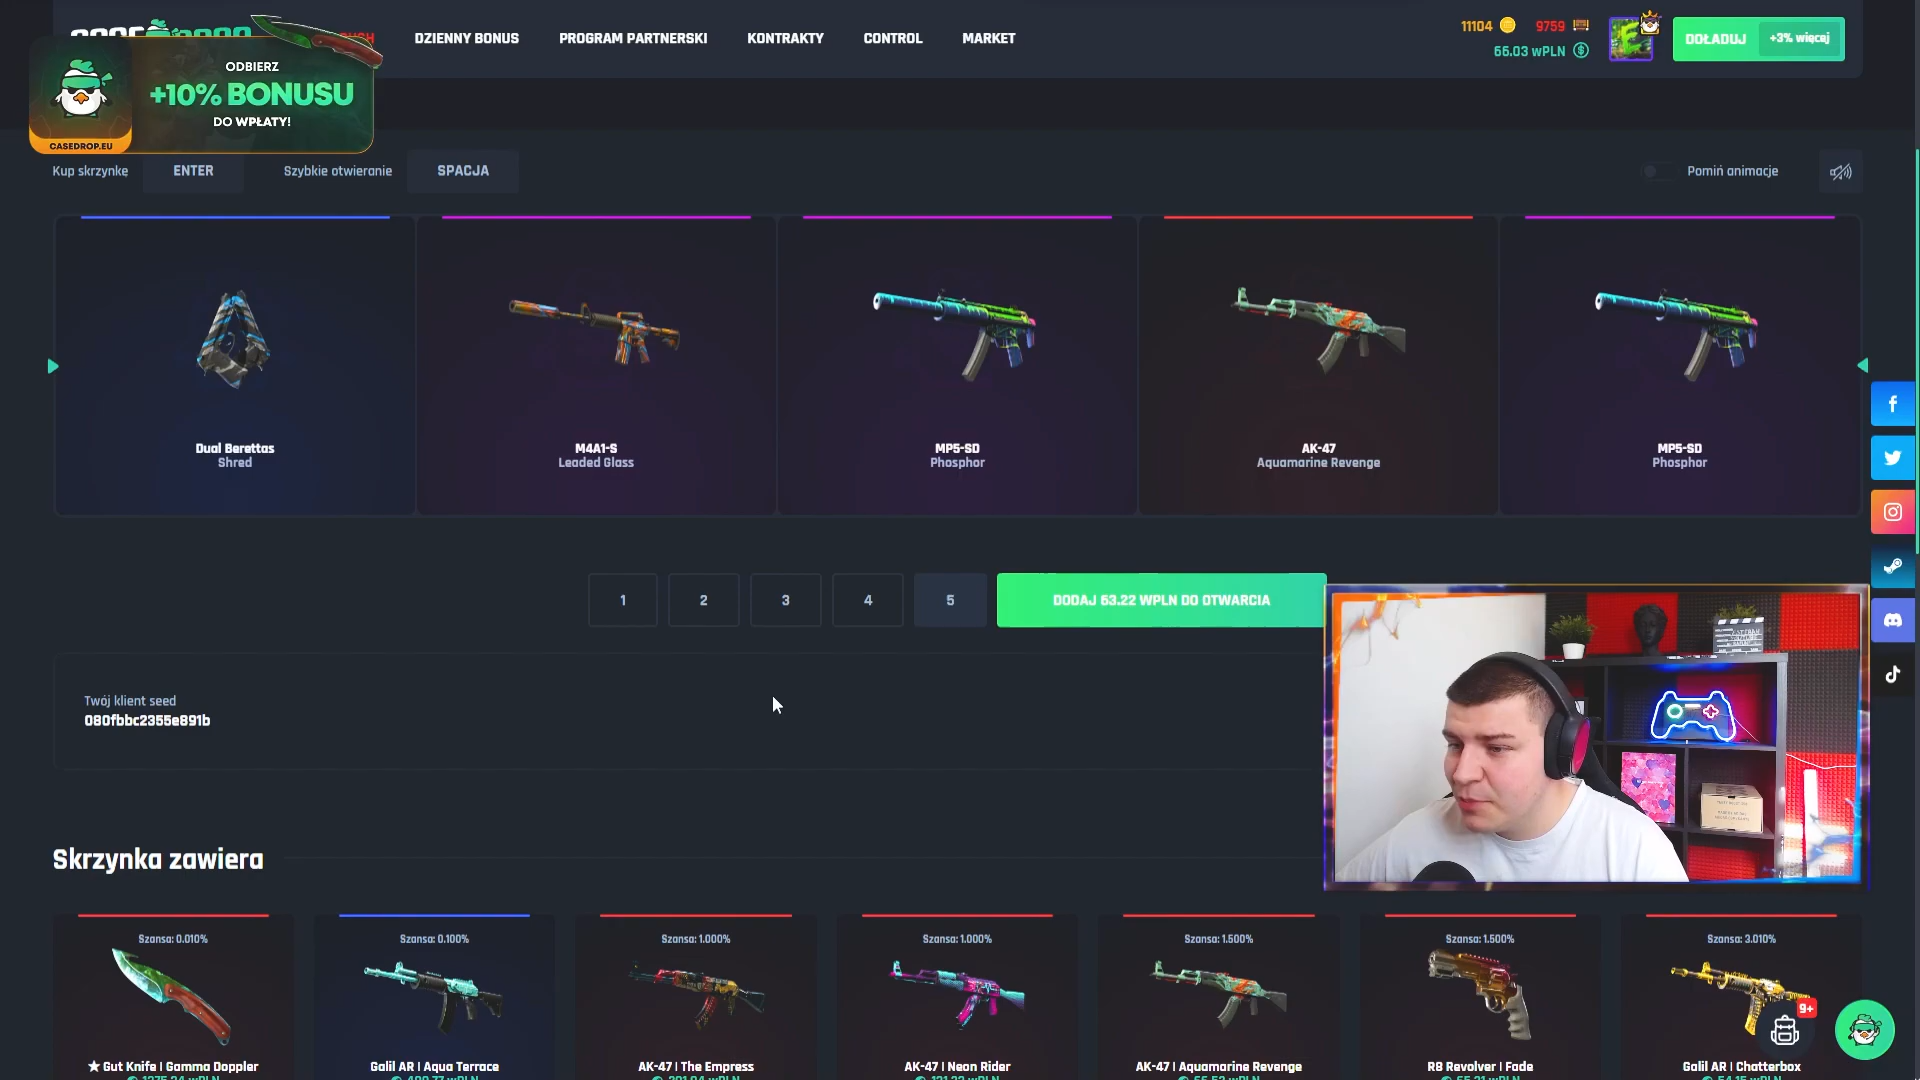 DZIENNY BONUS
PROGRAM PARTNERSKI
KONTRAKTY
CONTROL
MARKET
11104
9759
66.03 wPLN
DOŁADUJ
+3% więcej
ODBIERZ
+10% BONUSU
DO WPŁATY!
CASEDROP.EU
Kup skrzynkę
ENTER
Szybkie otwieranie
SPACJA
Pomiń animacje
Dual Berettas
Shred
M4A1-S
Leaded Glass
MP5-SD
Phosphor
AK-47
Aquamarine Revenge
MP5-SD
Phosphor
1
2
3
4
5
DODAJ 63.22 WPLN DO OTWARCIA
Twój klient seed
080fbbc2355e891b
Skrzynka zawiera
Szansa: 0.010%
Szansa: 0.100%
Szansa: 1.000%
Szansa: 1.000%
Szansa: 1.500%
Szansa: 1.500%
Szansa: 3.010%
★ Gut Knife | Gamma Doppler
Galil AR | Aqua Terrace
AK-47 | The Empress
AK-47 | Neon Rider
AK-47 | Aquamarine Revenge
R8 Revolver | Fade
Galil AR | Chatterbox
9+